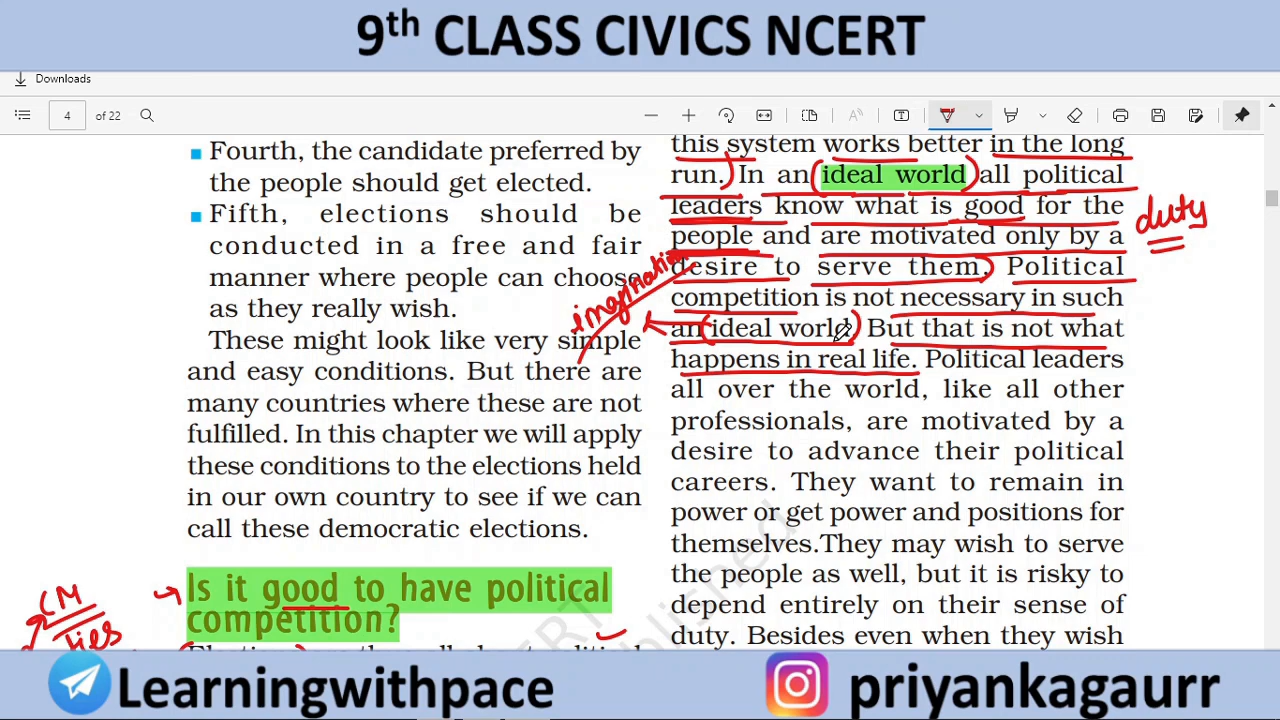 9th CLASS CIVICS NCERT
Downloads
4 of 22
Fourth, the candidate preferred by
the people should get elected.
Fifth, elections should be
conducted in a free and fair
manner where people can choose
as they really wish.
These might look like very simple
and easy conditions. But there are
many countries where these are not
fulfilled. In this chapter we will apply
these conditions to the elections held
in our own country to see if we can
call these democratic elections.
Is it good to have political
competition?
CM
ties
this system works better in the long
run. In an ideal world all political
leaders know what is good for the
people and are motivated only by a
desire to serve them. Political
competition is not necessary in such
an ideal world. But that is not what
happens in real life. Political leaders
all over the world, like all other
professionals, are motivated by a
desire to advance their political
careers. They want to remain in
power or get power and positions for
themselves.They may wish to serve
the people as well, but it is risky to
depend entirely on their sense of
duty. Besides even when they wish
duty
imagination
Learningwithpace
priyankagaurr